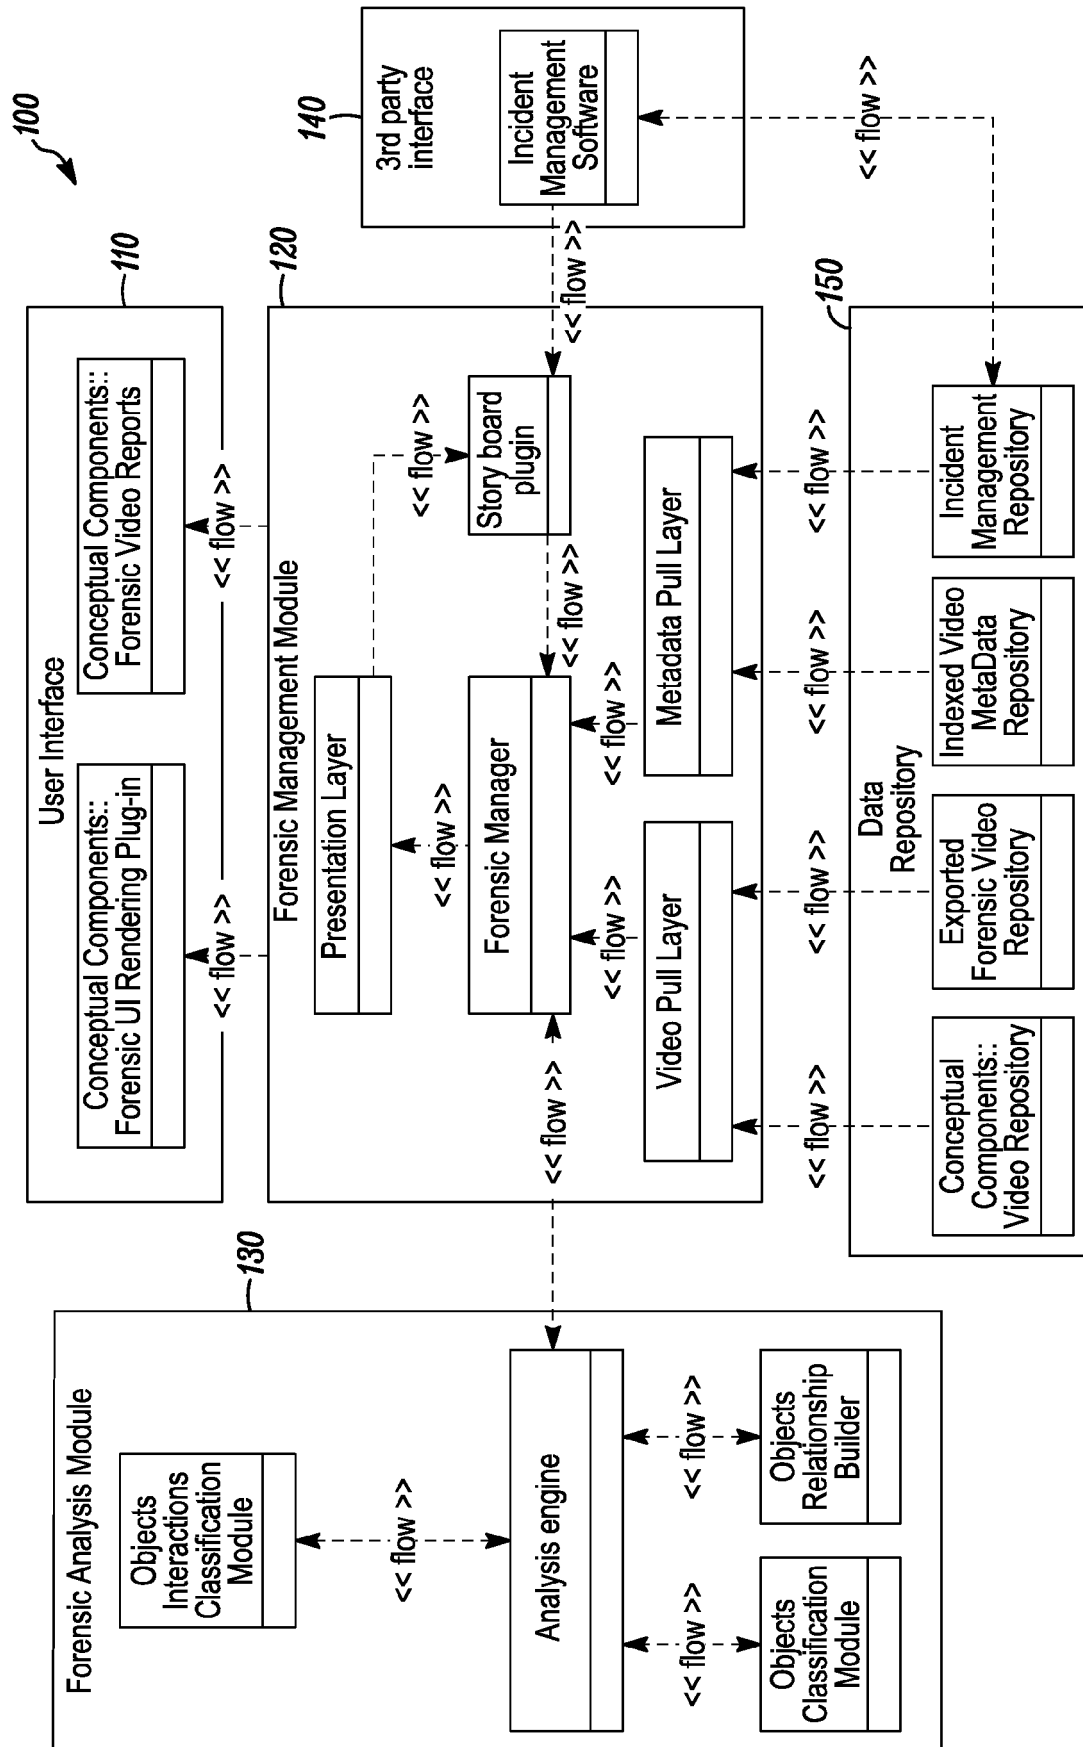 100
User Interface
110
Conceptual Components::
Forensic UI Rendering Plug-in
Conceptual Components::
Forensic Video Reports
<< flow >>
<< flow >>
Forensic Analysis Module
130
Objects
Interactions
Classification
Module
<< flow >>
Analysis engine
<< flow >>
<< flow >>
Objects
Classification
Module
Objects
Relationship
Builder
<< flow >>
Forensic Management Module
120
Presentation Layer
<< flow >>
<< flow >>
Forensic Manager
Story board
plugin
<< flow >>
<< flow >>
<< flow >>
Video Pull Layer
Metadata Pull Layer
<< flow >>
140
3rd party
interface
Incident
Management
Software
<< flow >>
<< flow >>
<< flow >>
<< flow >>
<< flow >>
150
Data
Repository
Conceptual
Components::
Video Repository
Exported
Forensic Video
Repository
Indexed Video
MetaData
Repository
Incident
Management
Repository